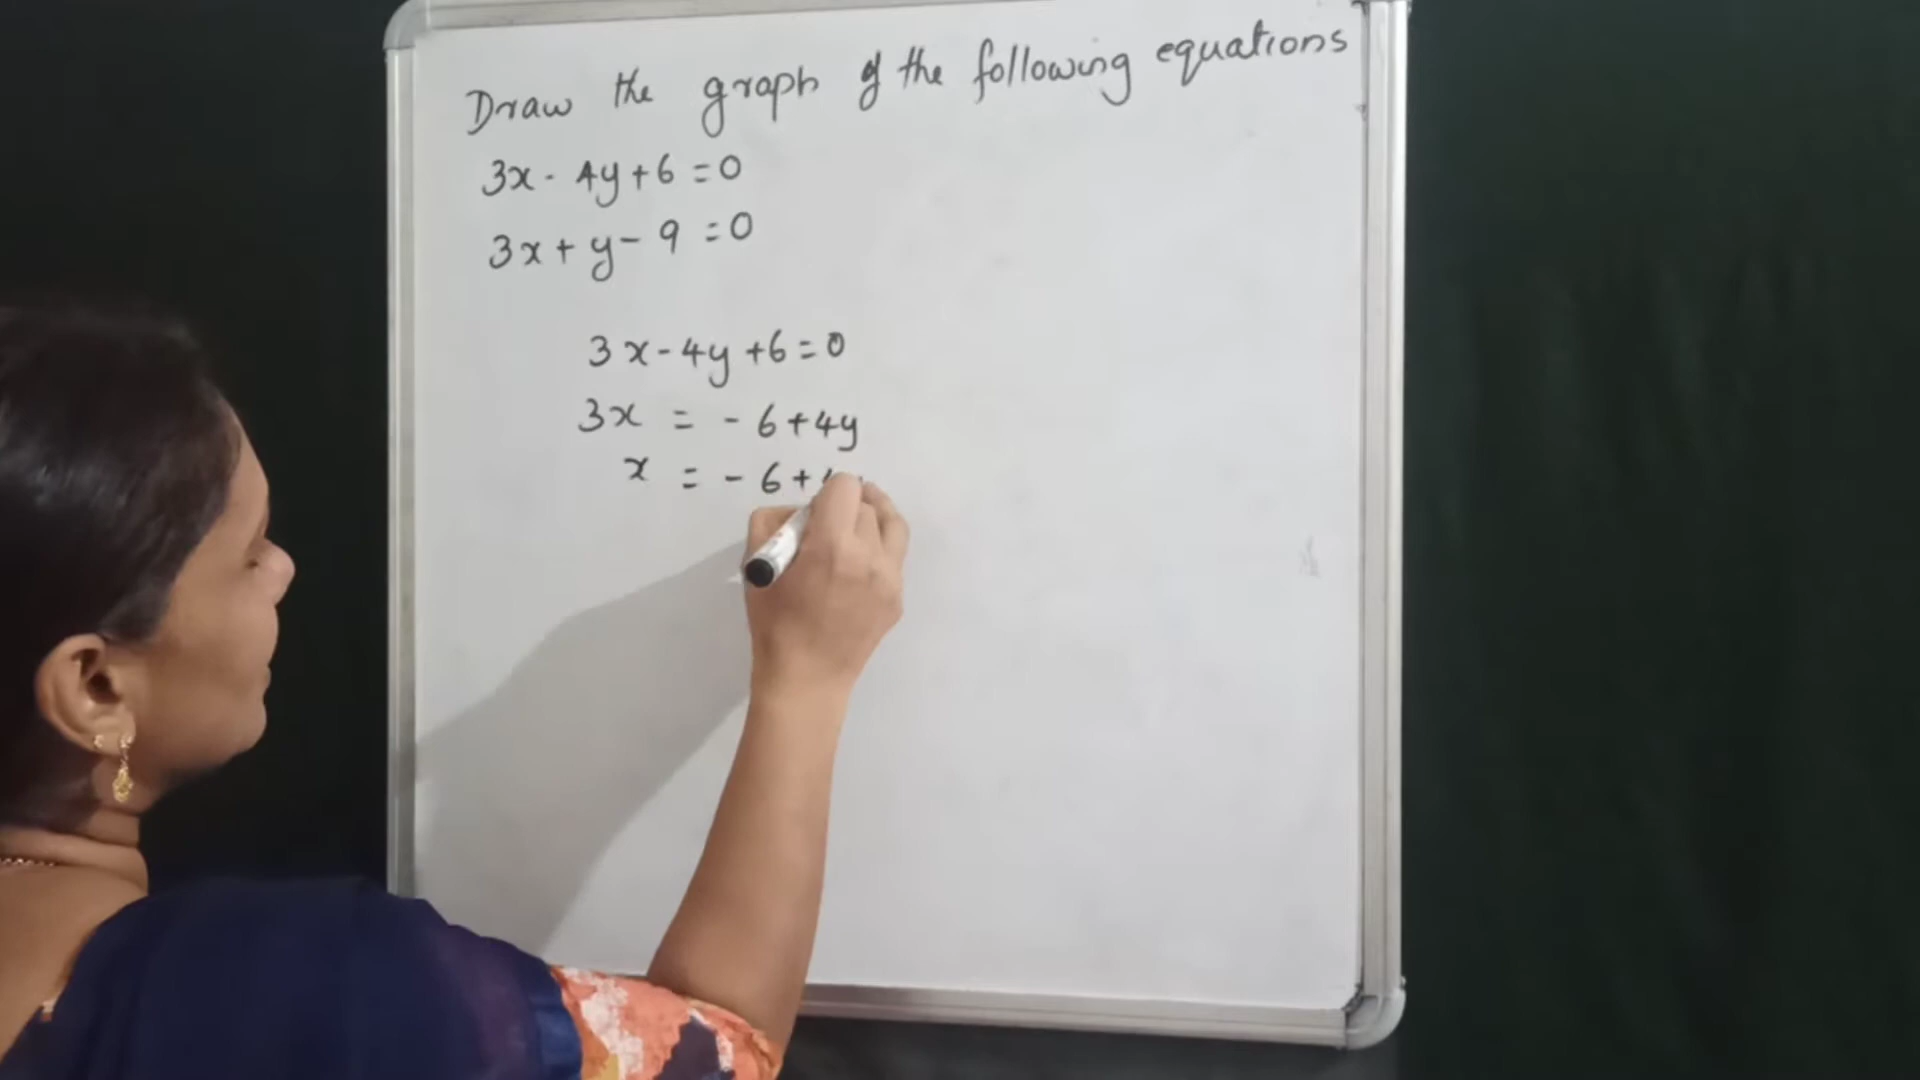 Draw the graph of the following equations
3x - 4y + 6 = 0
3x + y - 9 = 0
3x - 4y + 6 = 0
3x = - 6 + 4y
x = - 6 +